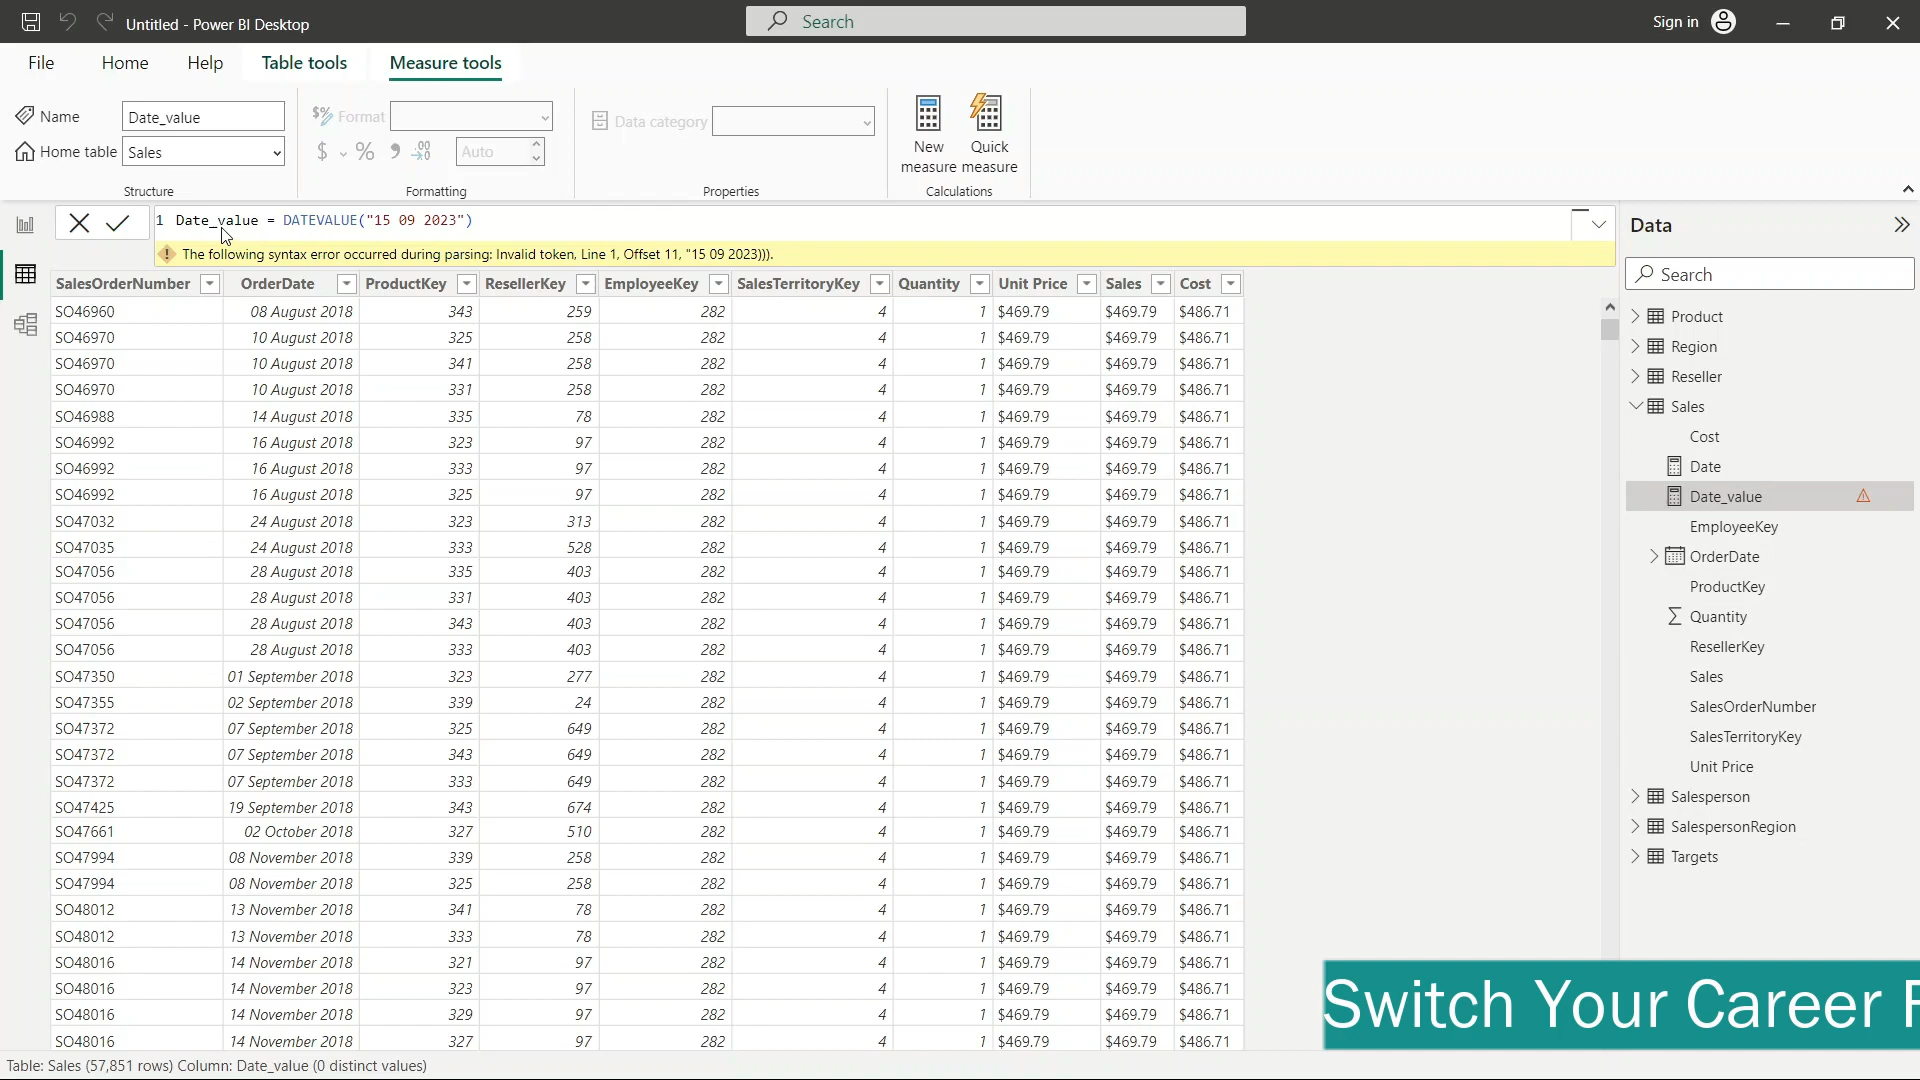 Untitled - Power BI Desktop
Search
Sign in
File
Home
Help
Table tools
Measure tools
Name
Date_value
Home table
Sales
Structure
Format
$
%
Auto
Formatting
Data category
Properties
New measure
Quick measure
Calculations
1 Date_value = DATEVALUE("15 09 2023")
The following syntax error occurred during parsing: Invalid token, Line 1, Offset 11, "15 09 2023))).
SalesOrderNumber OrderDate ProductKey ResellerKey EmployeeKey SalesTerritoryKey Quantity Unit Price Sales Cost
SO46960 08 August 2018 343 259 282 4 1 $469.79 $469.79 $486.71
SO46970 10 August 2018 325 258 282 4 1 $469.79 $469.79 $486.71
SO46970 10 August 2018 341 258 282 4 1 $469.79 $469.79 $486.71
SO46970 10 August 2018 331 258 282 4 1 $469.79 $469.79 $486.71
SO46988 14 August 2018 335 78 282 4 1 $469.79 $469.79 $486.71
SO46992 16 August 2018 323 97 282 4 1 $469.79 $469.79 $486.71
SO46992 16 August 2018 333 97 282 4 1 $469.79 $469.79 $486.71
SO46992 16 August 2018 325 97 282 4 1 $469.79 $469.79 $486.71
SO47032 24 August 2018 323 313 282 4 1 $469.79 $469.79 $486.71
SO47035 24 August 2018 333 528 282 4 1 $469.79 $469.79 $486.71
SO47056 28 August 2018 335 403 282 4 1 $469.79 $469.79 $486.71
SO47056 28 August 2018 331 403 282 4 1 $469.79 $469.79 $486.71
SO47056 28 August 2018 343 403 282 4 1 $469.79 $469.79 $486.71
SO47056 28 August 2018 333 403 282 4 1 $469.79 $469.79 $486.71
SO47350 01 September 2018 323 277 282 4 1 $469.79 $469.79 $486.71
SO47355 02 September 2018 339 24 282 4 1 $469.79 $469.79 $486.71
SO47372 07 September 2018 325 649 282 4 1 $469.79 $469.79 $486.71
SO47372 07 September 2018 343 649 282 4 1 $469.79 $469.79 $486.71
SO47372 07 September 2018 333 649 282 4 1 $469.79 $469.79 $486.71
SO47425 19 September 2018 343 674 282 4 1 $469.79 $469.79 $486.71
SO47661 02 October 2018 327 510 282 4 1 $469.79 $469.79 $486.71
SO47994 08 November 2018 339 258 282 4 1 $469.79 $469.79 $486.71
SO47994 08 November 2018 325 258 282 4 1 $469.79 $469.79 $486.71
SO48012 13 November 2018 341 78 282 4 1 $469.79 $469.79 $486.71
SO48012 13 November 2018 333 78 282 4 1 $469.79 $469.79 $486.71
SO48016 14 November 2018 321 97 282 4 1 $469.79 $469.79 $486.71
SO48016 14 November 2018 323 97 282 4 1 $469.79 $469.79 $486.71
SO48016 14 November 2018 329 97 282 4 1 $469.79 $469.79 $486.71
SO48016 14 November 2018 327 97 282 4 1 $469.79 $469.79 $486.71
Data
Search
Product
Region
Reseller
Sales
Cost
Date
Date_value
EmployeeKey
OrderDate
ProductKey
Quantity
ResellerKey
Sales
SalesOrderNumber
SalesTerritoryKey
Unit Price
Salesperson
SalespersonRegion
Targets
Switch Your Career F
Table: Sales (57,851 rows) Column: Date_value (0 distinct values)